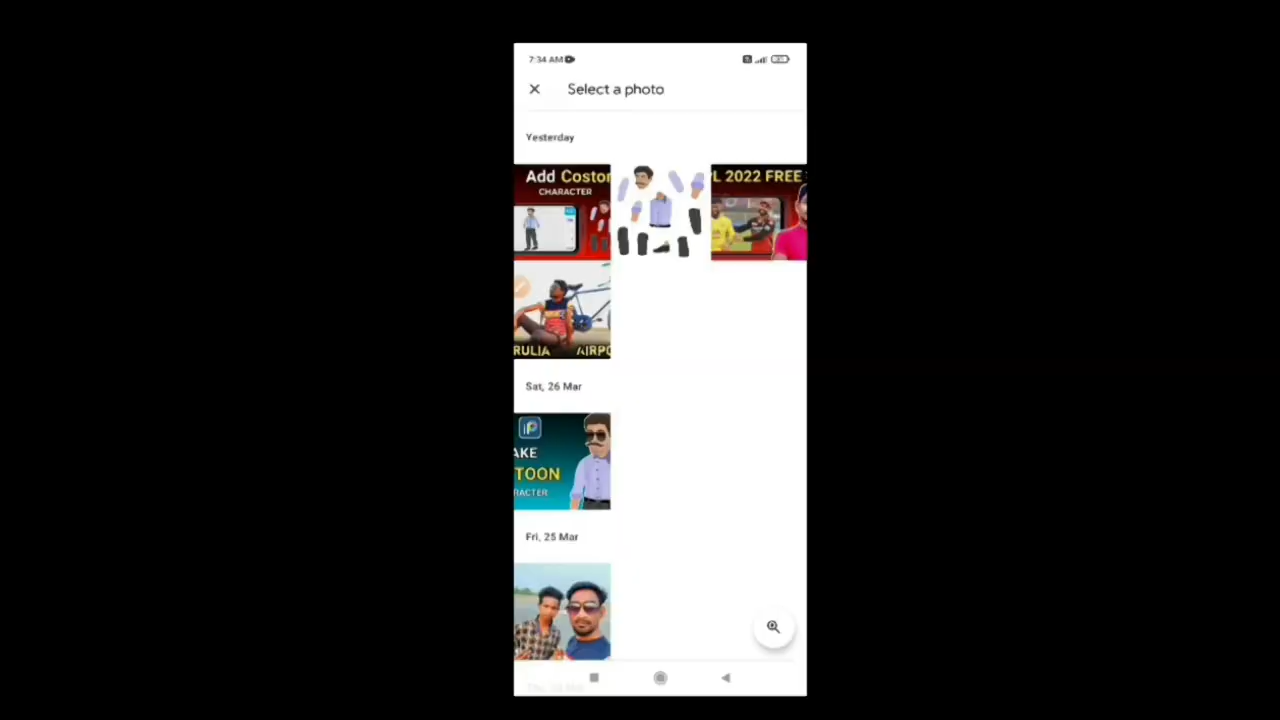 7:34 AM
Select a photo
Yesterday
Add Costor
CHARACTER
L 2022 FREE
RULIA AIRPO
Sat, 26 Mar
AKE
TOON
RACTER
Fri, 25 Mar